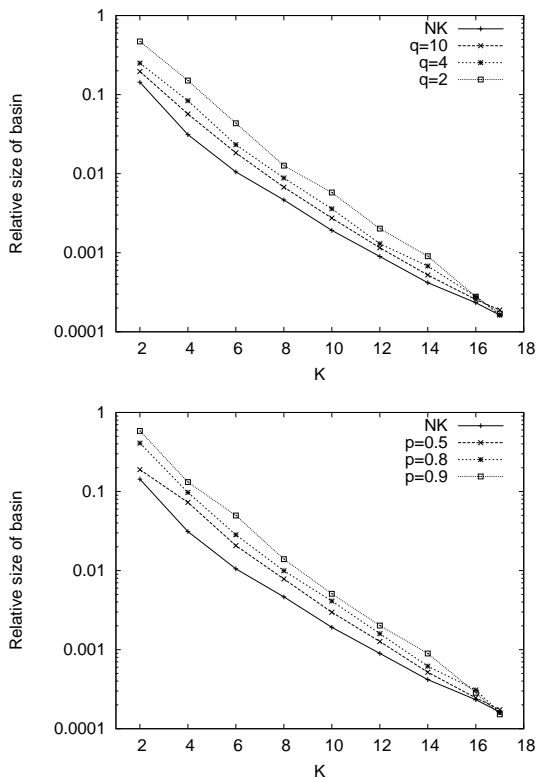 NK
q=10
q=4
q=2
1
0.1
0.01
0.001
0.0001
Relative size of basin
2 4 6 8 10 12 14 16 18
K
NK
p=0.5
p=0.8
p=0.9
1
0.1
0.01
0.001
0.0001
Relative size of basin
2 4 6 8 10 12 14 16 18
K